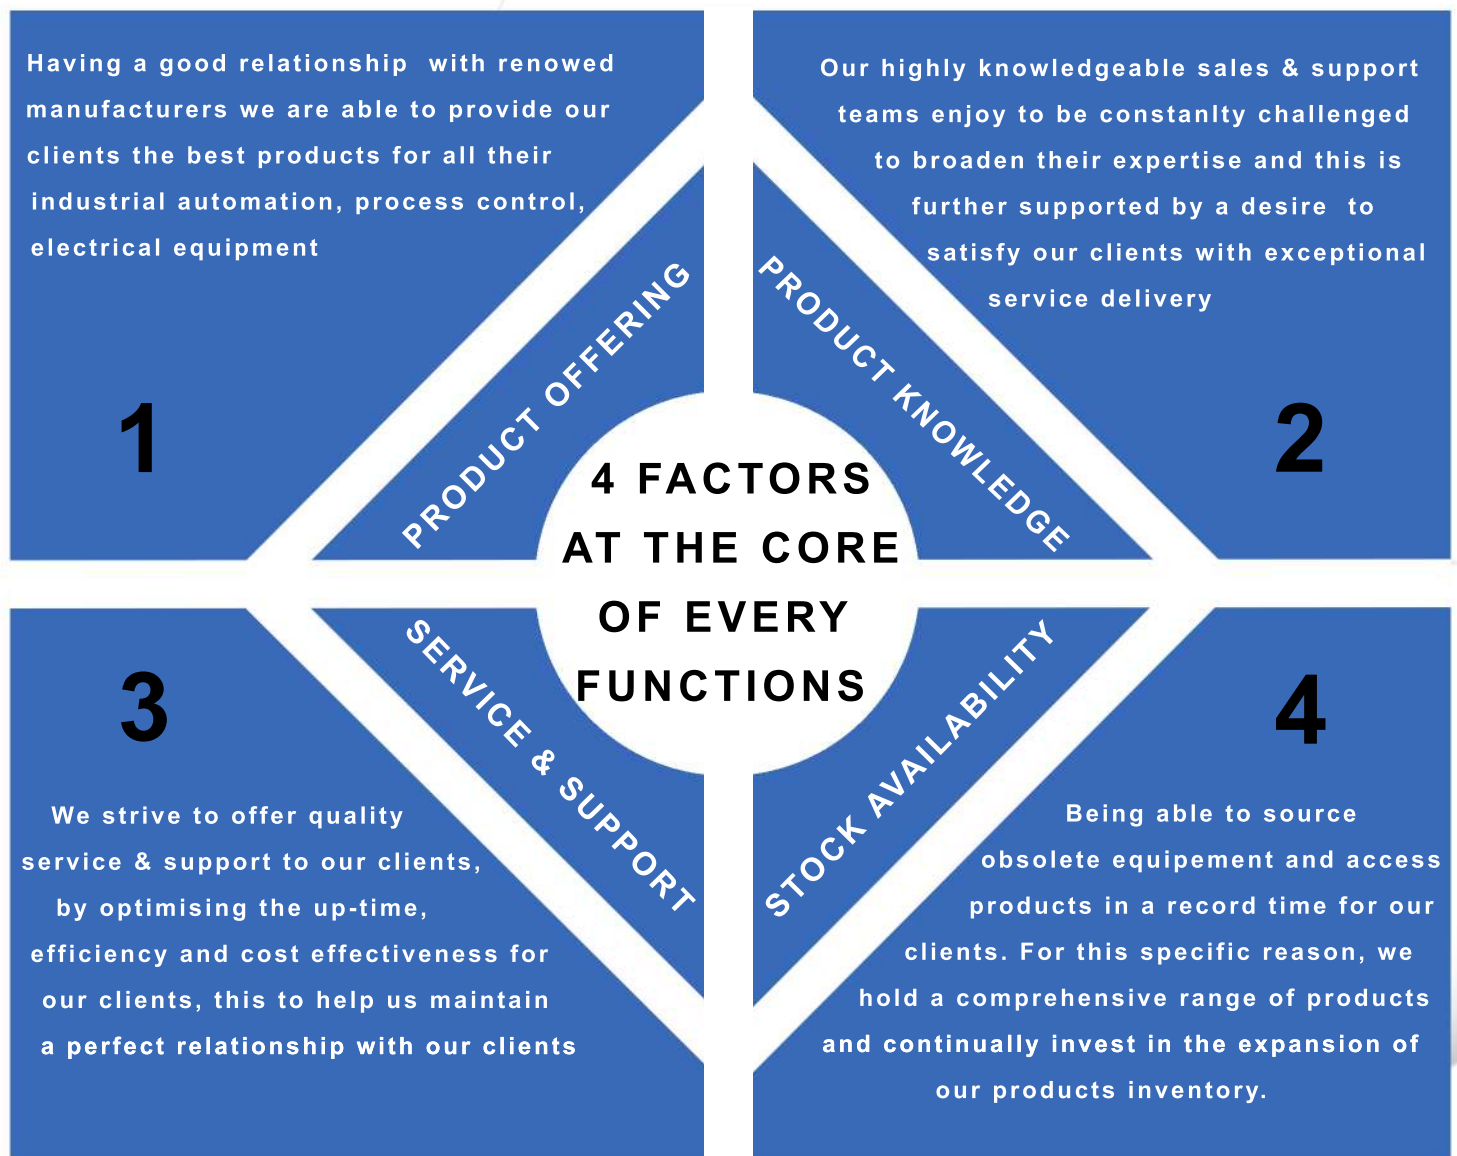 Having a good relationship with renowed
manufacturers we are able to provide our
clients the best products for all their
industrial automation, process control,
electrical equipment
1
PRODUCT OFFERING
Our highly knowledgeable sales & support
teams enjoy to be constanlty challenged
to broaden their expertise and this is
further supported by a desire to
satisfy our clients with exceptional
service delivery
2
PRODUCT KNOWLEDGE
4 FACTORS
AT THE CORE
OF EVERY
FUNCTIONS
SERVICE & SUPPORT
3
We strive to offer quality
service & support to our clients,
by optimising the up-time,
efficiency and cost effectiveness for
our clients, this to help us maintain
a perfect relationship with our clients
STOCK AVAILABILITY
4
Being able to source
obsolete equipement and access
products in a record time for our
clients. For this specific reason, we
hold a comprehensive range of products
and continually invest in the expansion of
our products inventory.